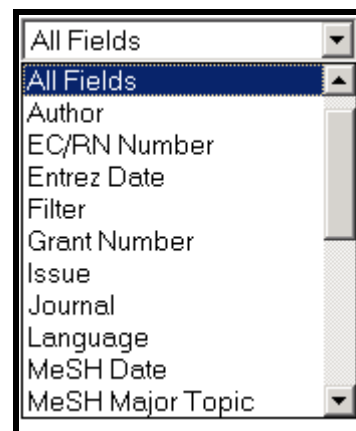 All Fields
All Fields
Author
EC/RN Number
Entrez Date
Filter
Grant Number
Issue
Journal
Language
MeSH Date
MeSH Major Topic